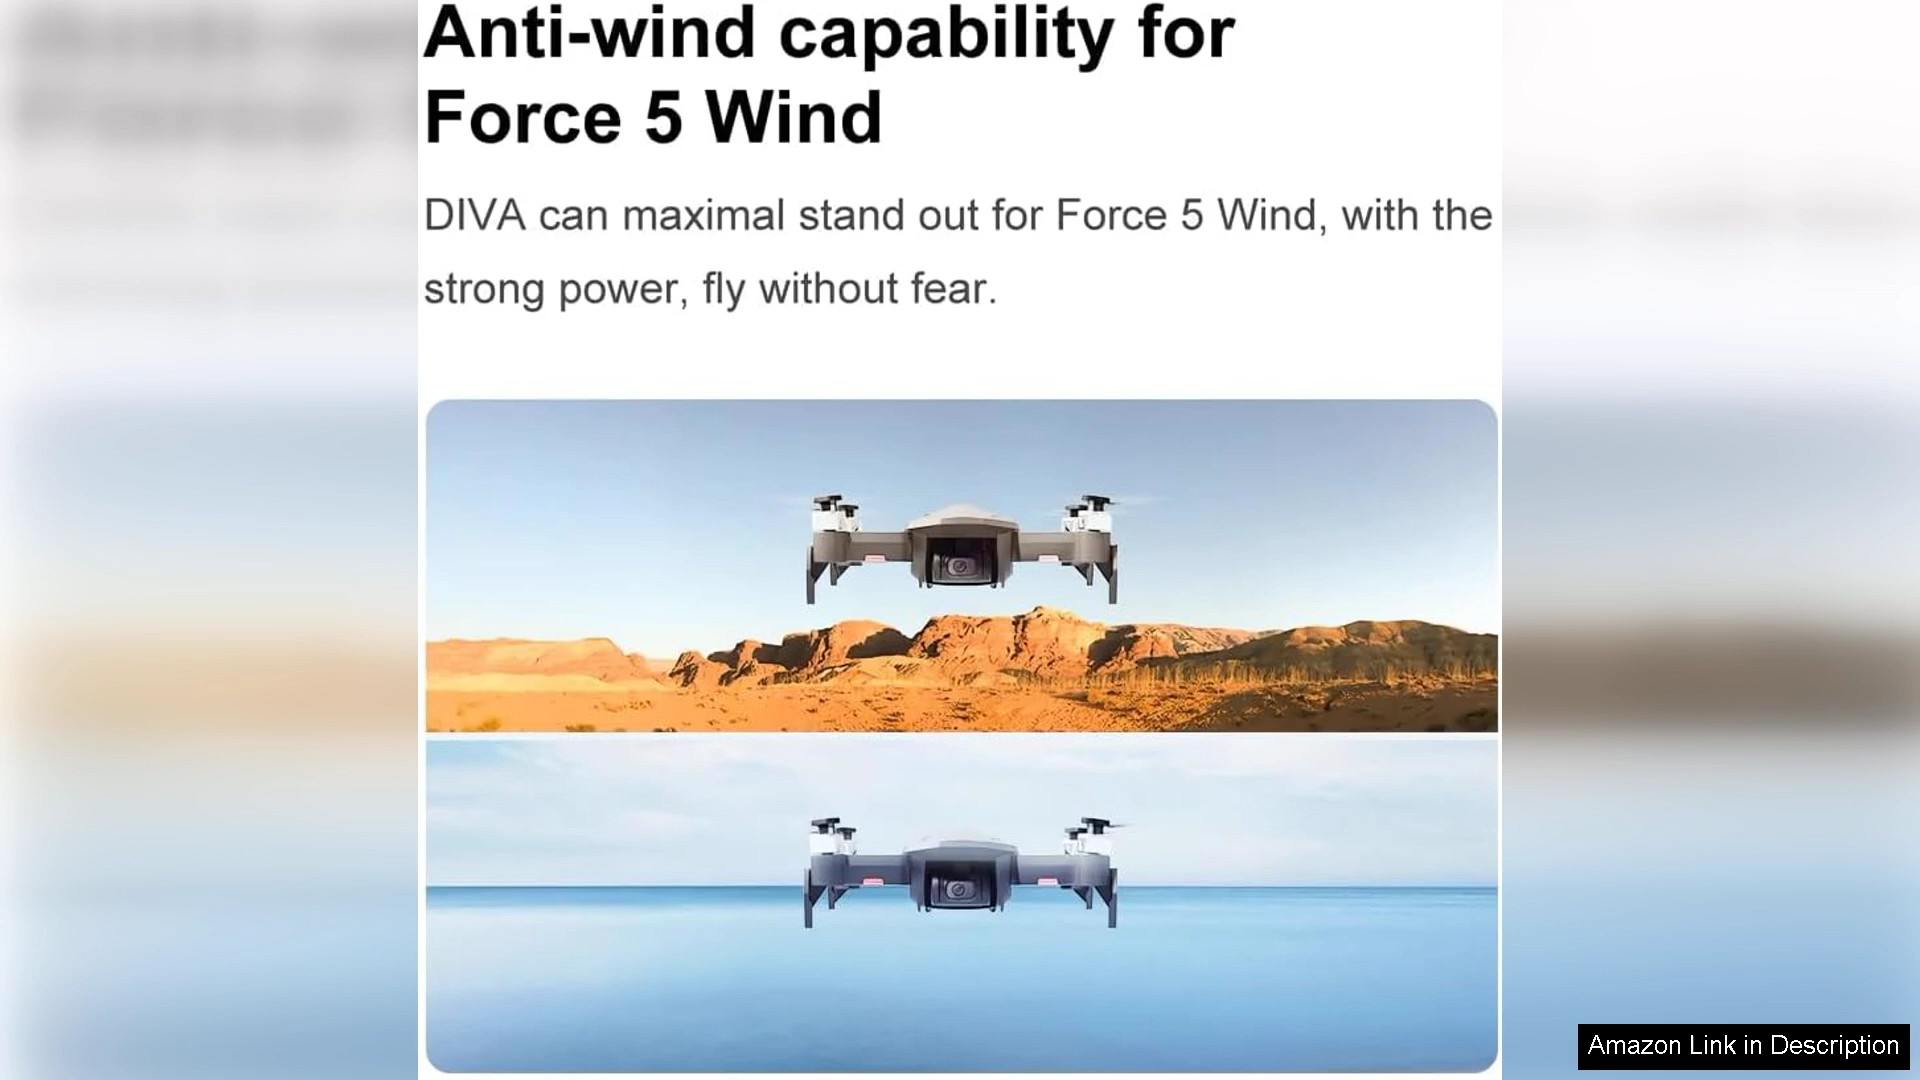 Anti-wind capability for
Force 5 Wind
DIVA can maximal stand out for Force 5 Wind, with the
strong power, fly without fear.
Amazon Link in Description